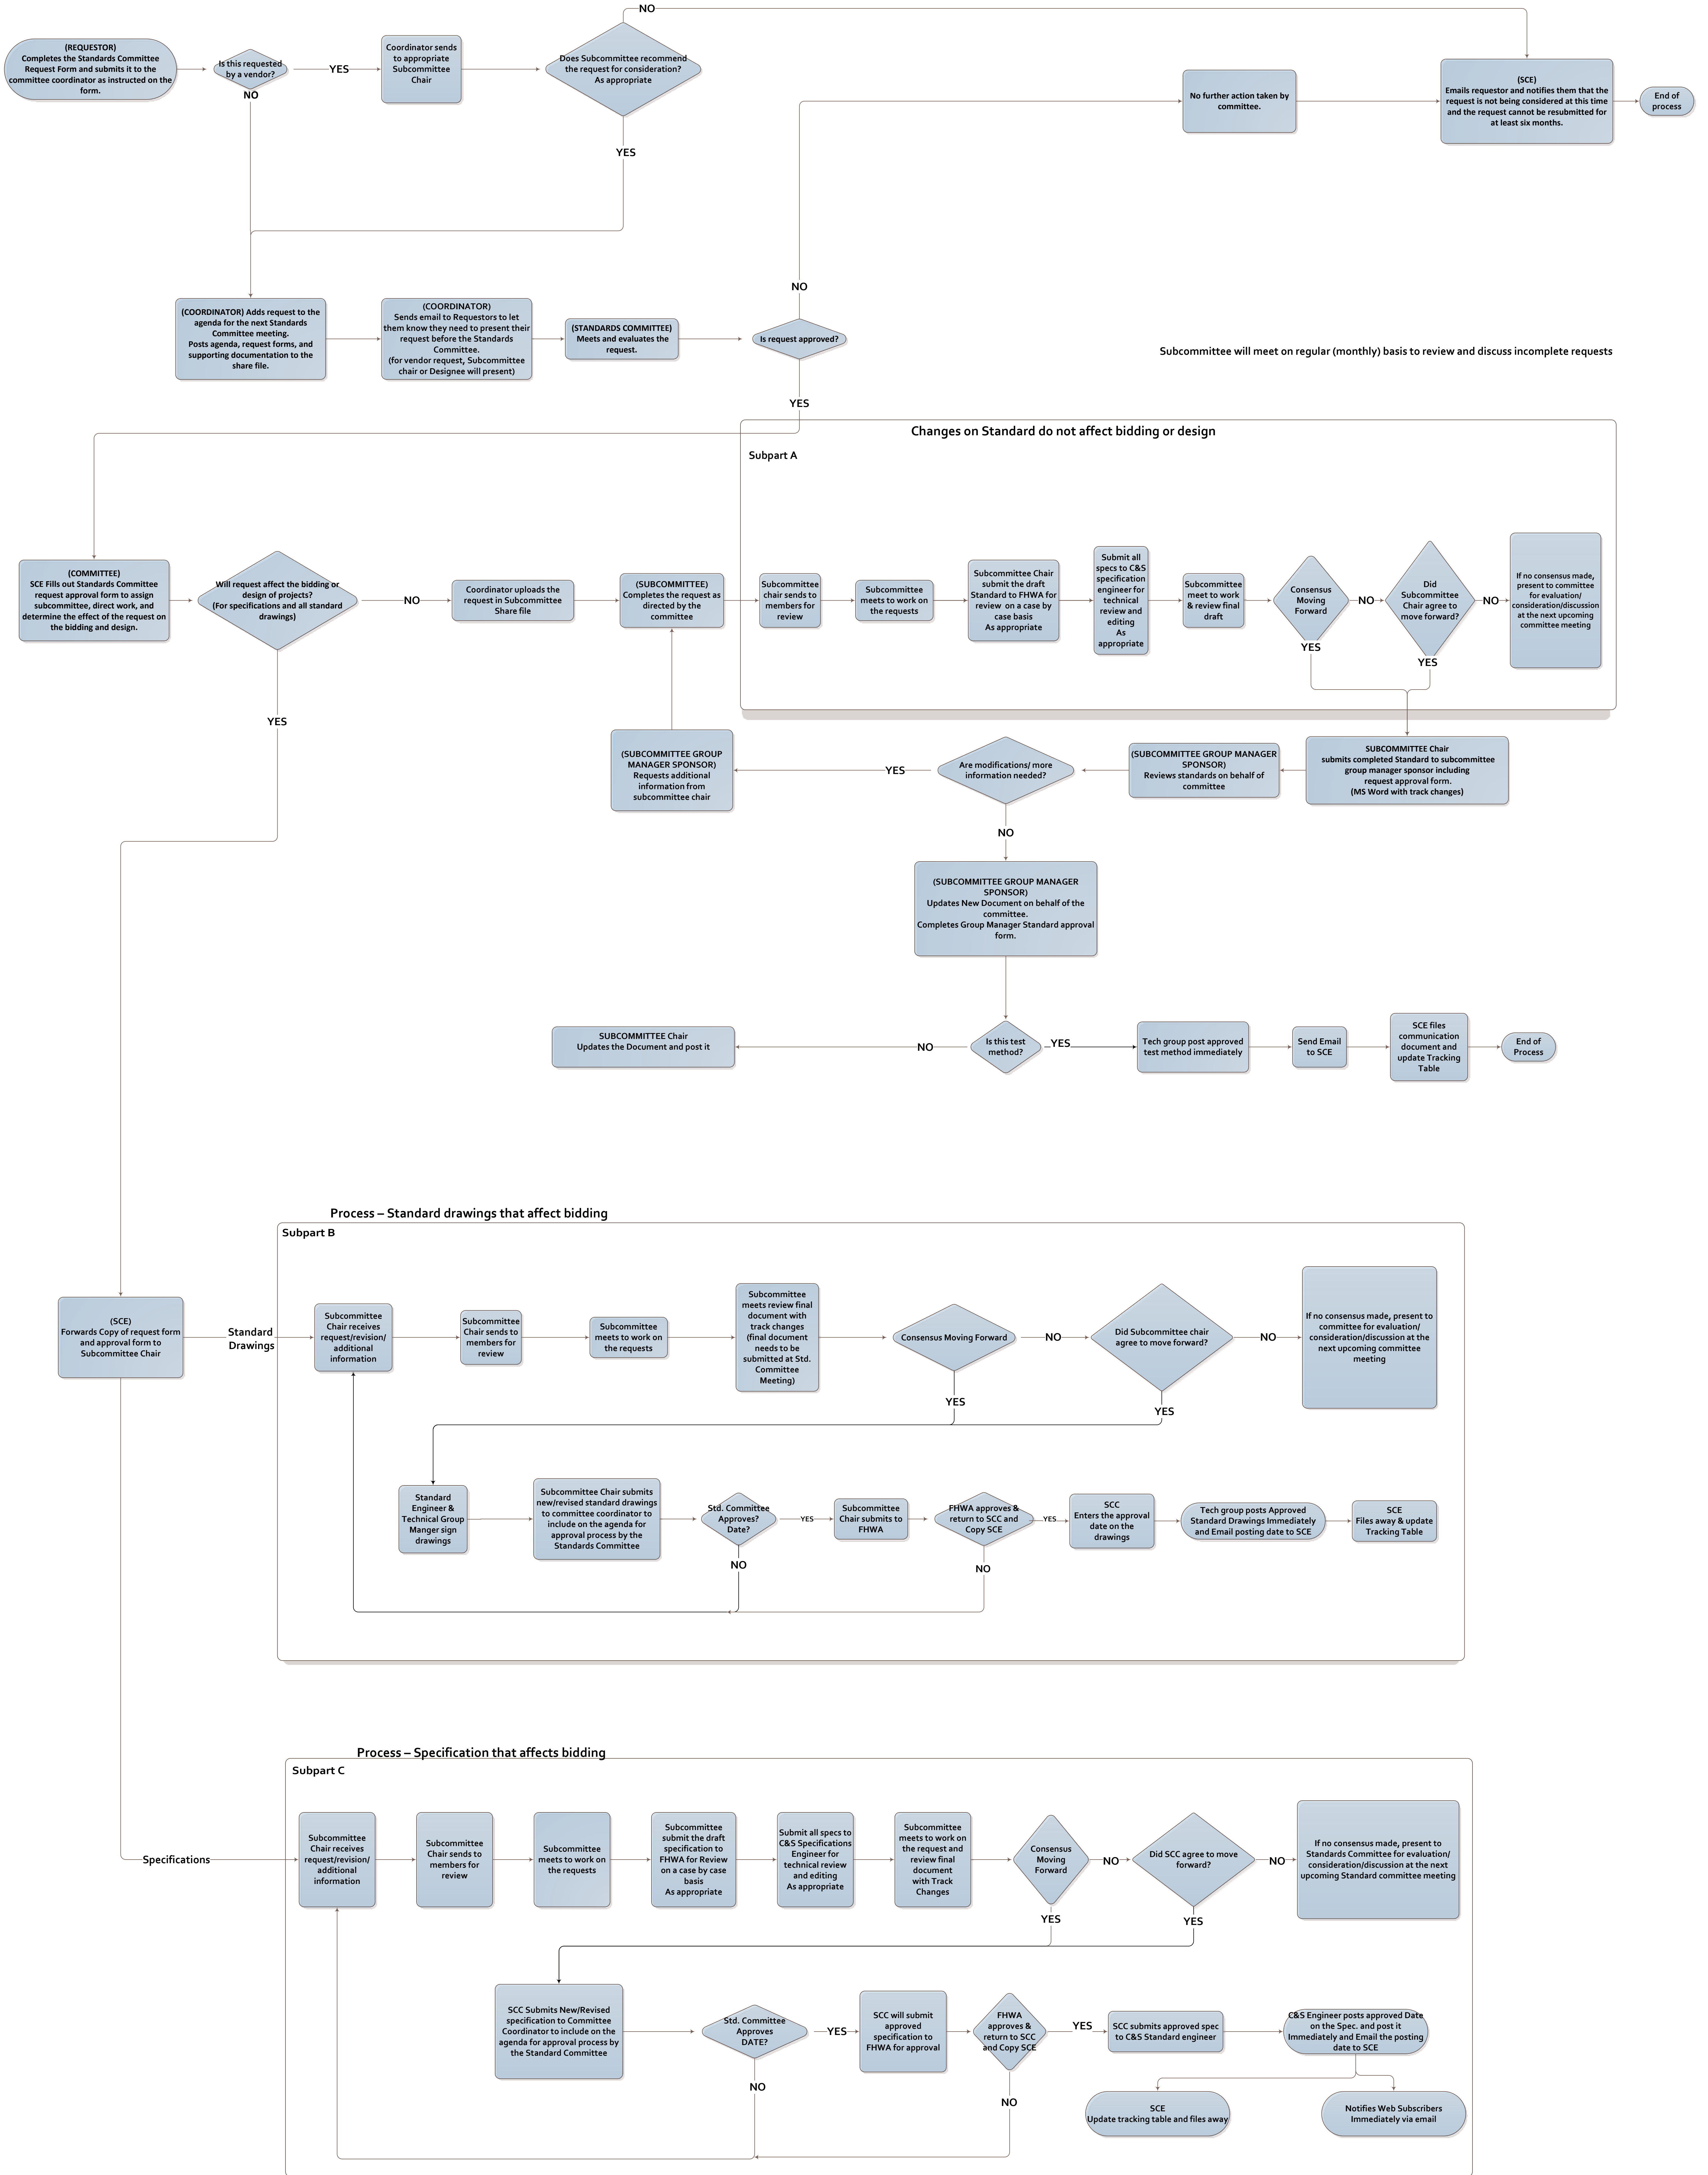 NO
(REQUESTOR)
Completes the Standards Committee
Request Form and submits it to the
committee coordinator as instructed on the
form.
Is this requested
by a vendor?
YES
NO
Coordinator sends
to appropriate
Subcommittee
Chair
Does Subcommittee recommend
the request for consideration?
As appropriate
YES
No further action taken by
committee.
(SCE)
Emails requestor and notifies them that the
request is not being considered at this time
and the request cannot be resubmitted for
at least six months.
End of
process
NO
(COORDINATOR) Adds request to the
agenda for the next Standards
Committee meeting.
Posts agenda, request forms, and
supporting documentation to the
share file.
(COORDINATOR)
Sends email to Requestors to let
them know they need to present their
request before the Standards
Committee.
(for vendor request, Subcommittee
chair or Designee will present)
(STANDARDS COMMITTEE)
Meets and evaluates the
request.
Is request approved?
Subcommittee will meet on regular (monthly) basis to review and discuss incomplete requests
YES
Changes on Standard do not affect bidding or design
Subpart A
(COMMITTEE)
SCE Fills out Standards Committee
request approval form to assign
subcommittee, direct work, and
determine the effect of the request on
the bidding and design.
Will request affect the bidding or
design of projects?
(For specifications and all standard
drawings)
NO
YES
Coordinator uploads the
request in Subcommittee
Share file
(SUBCOMMITTEE)
Completes the request as
directed by the
committee
Subcommittee
chair sends to
members for
review
Subcommittee
meets to work on
the requests
Subcommittee Chair
submit the draft
Standard to FHWA for
review on a case by
case basis
As appropriate
Submit all
specs to C&S
specification
engineer for
technical
review and
editing
As
appropriate
Subcommittee
meet to work
& review final
draft
Consensus
Moving
Forward
NO
YES
Did
Subcommittee
Chair agree to
move forward?
NO
YES
If no consensus made,
present to committee
for evaluation/
consideration/discussion
at the next upcoming
committee meeting
(SUBCOMMITTEE GROUP
MANAGER SPONSOR)
Requests additional
information from
subcommittee chair
YES
Are modifications/ more
information needed?
(SUBCOMMITTEE GROUP MANAGER
SPONSOR)
Reviews standards on behalf of
committee
SUBCOMMITTEE Chair
submits completed Standard to subcommittee
group manager sponsor including
request approval form.
(MS Word with track changes)
NO
(SUBCOMMITTEE GROUP MANAGER
SPONSOR)
Updates New Document on behalf of the
committee.
Completes Group Manager Standard approval
form.
SUBCOMMITTEE Chair
Updates the Document and post it
NO
Is this test
method?
YES
Tech group post approved
test method immediately
Send Email
to SCE
SCE files
communication
document and
update Tracking
Table
End of
Process
Process – Standard drawings that affect bidding
Subpart B
(SCE)
Forwards Copy of request form
and approval form to
Subcommittee Chair
Standard
Drawings
Subcommittee
Chair receives
request/revision/
additional
information
Subcommittee
Chair sends to
members for
review
Subcommittee
meets to work on
the requests
Subcommittee
meets review final
document with
track changes
(final document
needs to be
submitted at Std.
Committee
Meeting)
Consensus Moving Forward
NO
YES
Did Subcommittee chair
agree to move forward?
NO
YES
If no consensus made, present to
committee for evaluation/
consideration/discussion at the
next upcoming committee
meeting
Standard
Engineer &
Technical Group
Manger sign
drawings
Subcommittee Chair submits
new/revised standard drawings
to committee coordinator to
include on the agenda for
approval process by the
Standards Committee
Std. Committee
Approves?
Date?
YES
NO
Subcommittee
Chair submits to
FHWA
FHWA approves &
return to SCC and
Copy SCE
YES
NO
SCC
Enters the approval
date on the
drawings
Tech group posts Approved
Standard Drawings Immediately
and Email posting date to SCE
SCE
Files away & update
Tracking Table
Process – Specification that affects bidding
Subpart C
Specifications
Subcommittee
Chair receives
request/revision/
additional
information
Subcommittee
Chair sends to
members for
review
Subcommittee
meets to work on
the requests
Subcommittee
submit the draft
specification to
FHWA for Review
on a case by case
basis
As appropriate
Submit all specs to
C&S Specifications
Engineer for
technical review
and editing
As appropriate
Subcommittee
meets to work on
the request and
review final
document
with Track
Changes
Consensus
Moving
Forward
NO
YES
Did SCC agree to move
forward?
NO
YES
If no consensus made, present to
Standards Committee for evaluation/
consideration/discussion at the next
upcoming Standard committee meeting
SCC Submits New/Revised
specification to Committee
Coordinator to include on the
agenda for approval process by
the Standard Committee
Std. Committee
Approves
DATE?
YES
NO
SCC will submit
approved
specification to
FHWA for approval
FHWA
approves &
return to SCC
and Copy SCE
YES
NO
SCC submits approved spec
to C&S Standard engineer
C&S Engineer posts approved Date
on the Spec. and post it
Immediately and Email the posting
date to SCE
SCE
Update tracking table and files away
Notifies Web Subscribers
Immediately via email